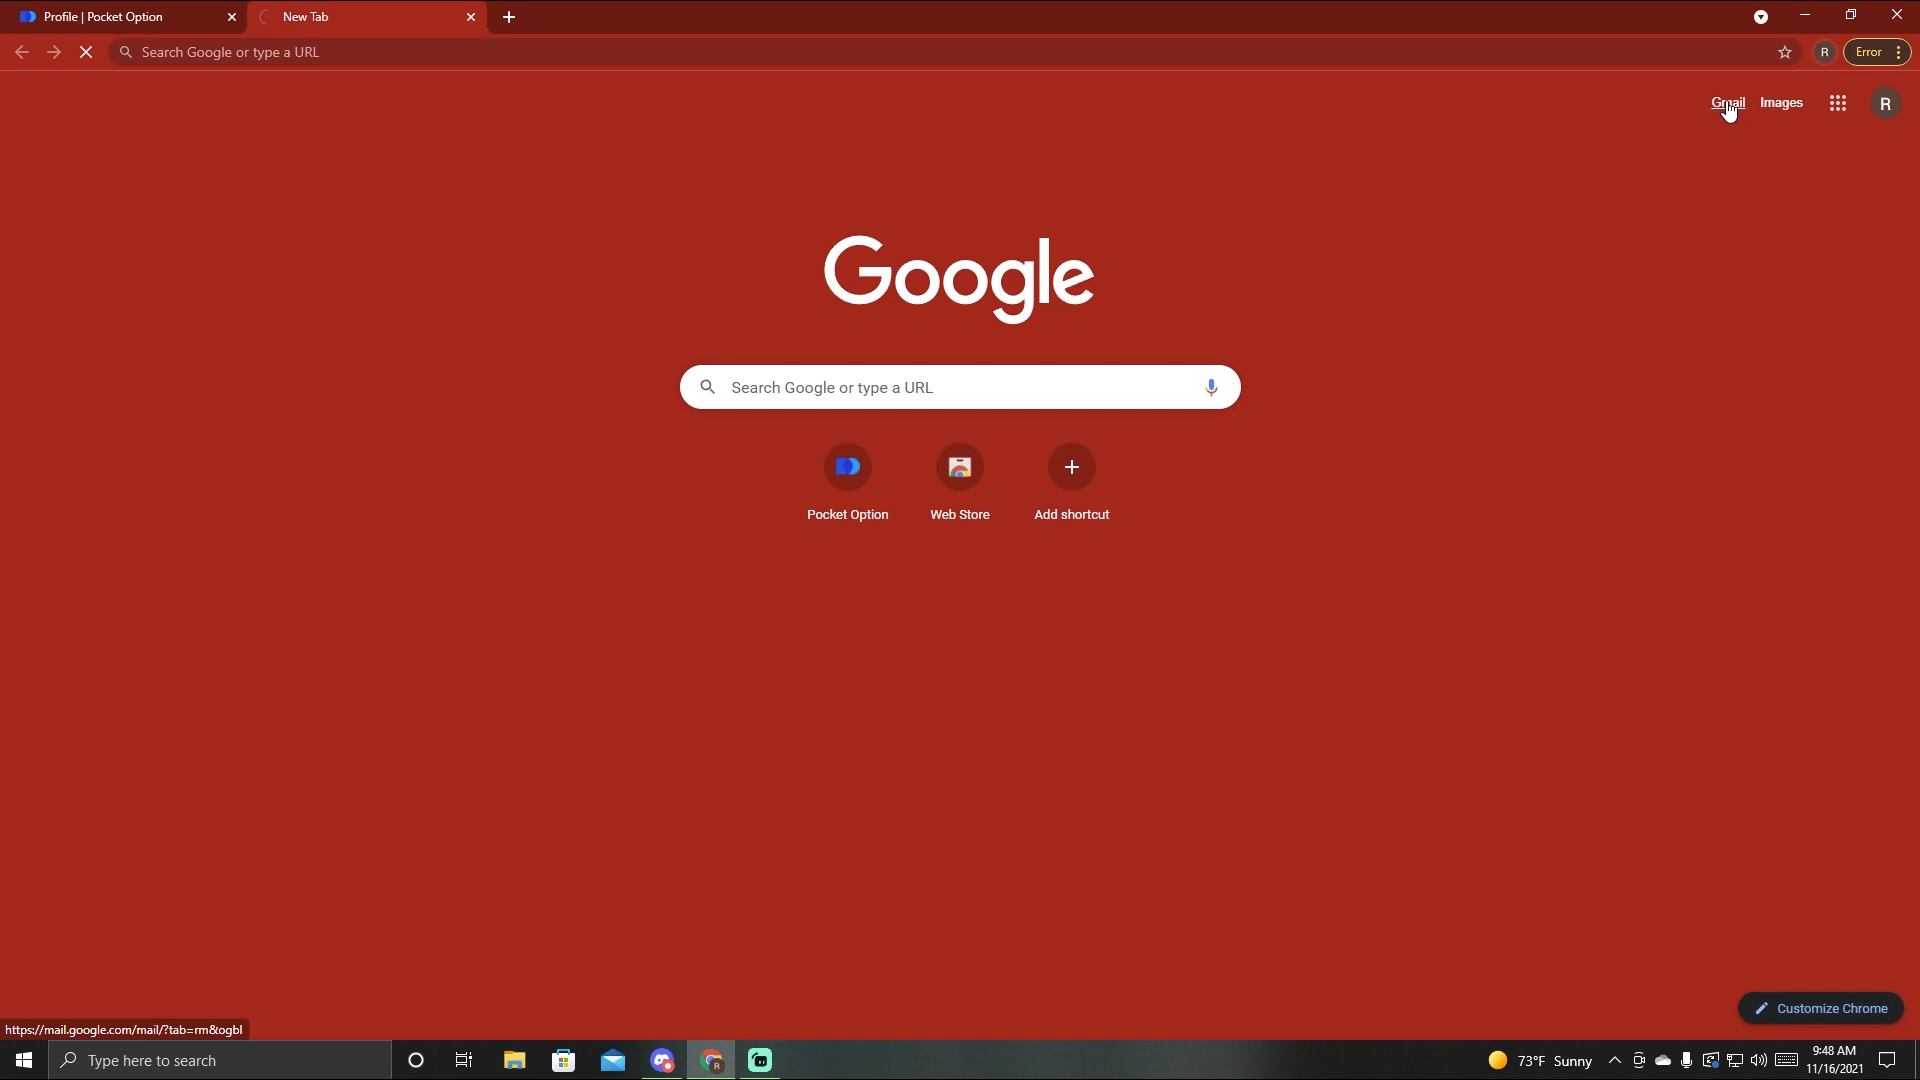 Profile | Pocket Option
New Tab
Search Google or type a URL
R
Error
Gmail
Images
R
Google
Search Google or type a URL
Pocket Option
Web Store
Add shortcut
Customize Chrome
https://mail.google.com/mail/?tab=rm&ogbl
Type here to search
R
73°F Sunny
9:48 AM
11/16/2021